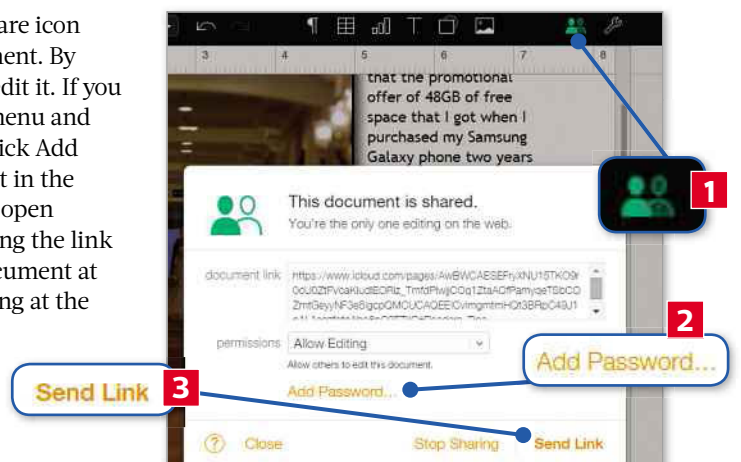 are icon
ment. By
edit it. If you
menu and
ick Add
t in the
open
ng the link
cument at
ng at the
3 4 5 6 7 8
that the promotional
offer of 48GB of free
space that I got when I
purchased my Samsung
Galaxy phone two years
1
This document is shared.
You're the only one editing on the web.
document link
permissions Allow Editing
Allow others to edit this document.
Add Password...
2
Add Password...
Send Link 3
? Close Stop Sharing Send Link